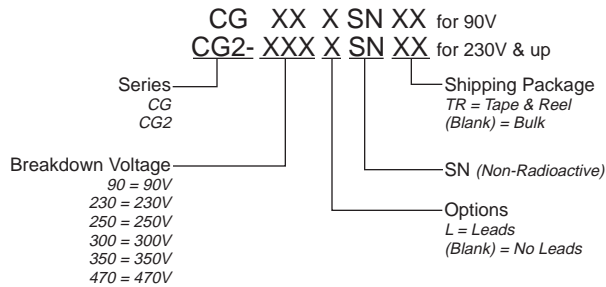 CG XX X SN XX for 90V
CG2- XXX X SN XX for 230V & up
Series
CG
CG2
Breakdown Voltage
90 = 90V
230 = 230V
250 = 250V
300 = 300V
350 = 350V
470 = 470V
Shipping Package
TR = Tape & Reel
(Blank) = Bulk
SN (Non-Radioactive)
Options
L = Leads
(Blank) = No Leads